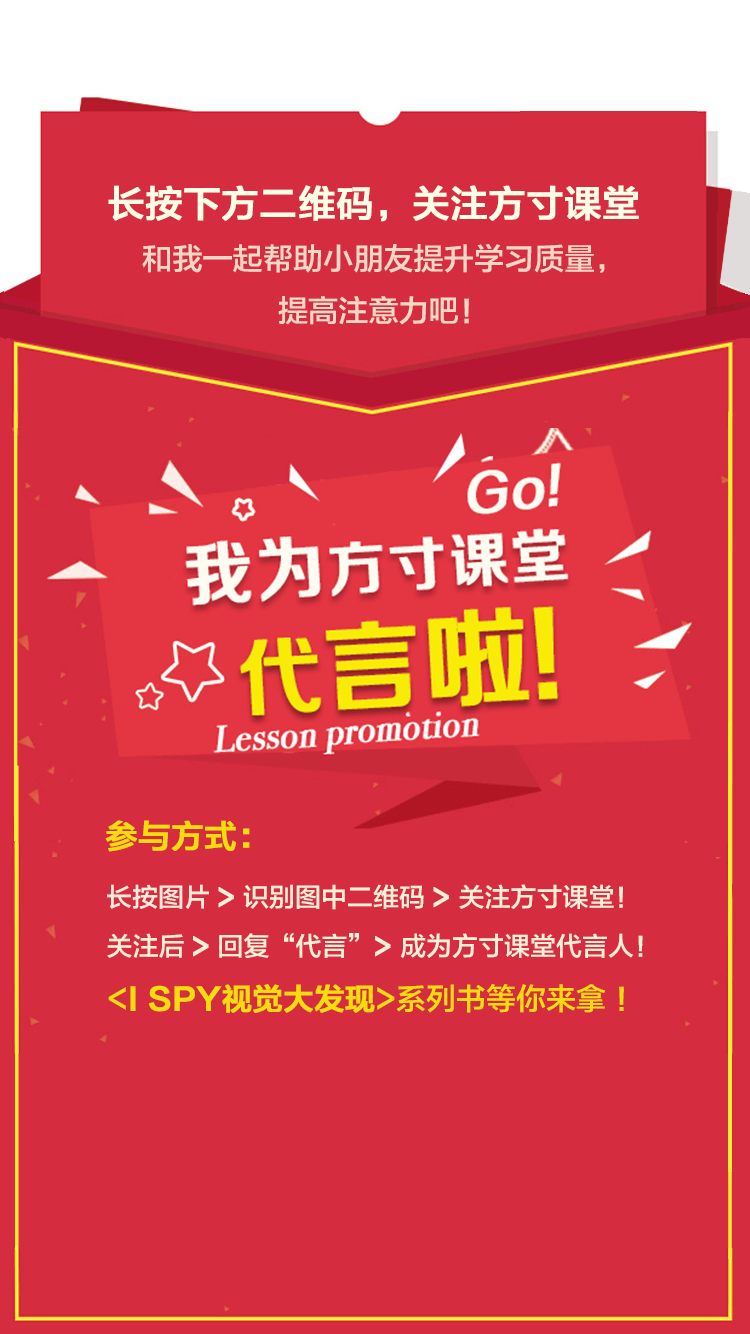 长按下方二维码，关注方寸课堂
和我一起帮助小朋友提升学习质量，
提高注意力吧！
Go!
我为方寸课堂
代言啦!
Lesson promotion
参与方式：
长按图片 > 识别图中二维码 > 关注方寸课堂！
关注后 > 回复“代言” > 成为方寸课堂代言人！
<I SPY视觉大发现>系列书等你来拿！